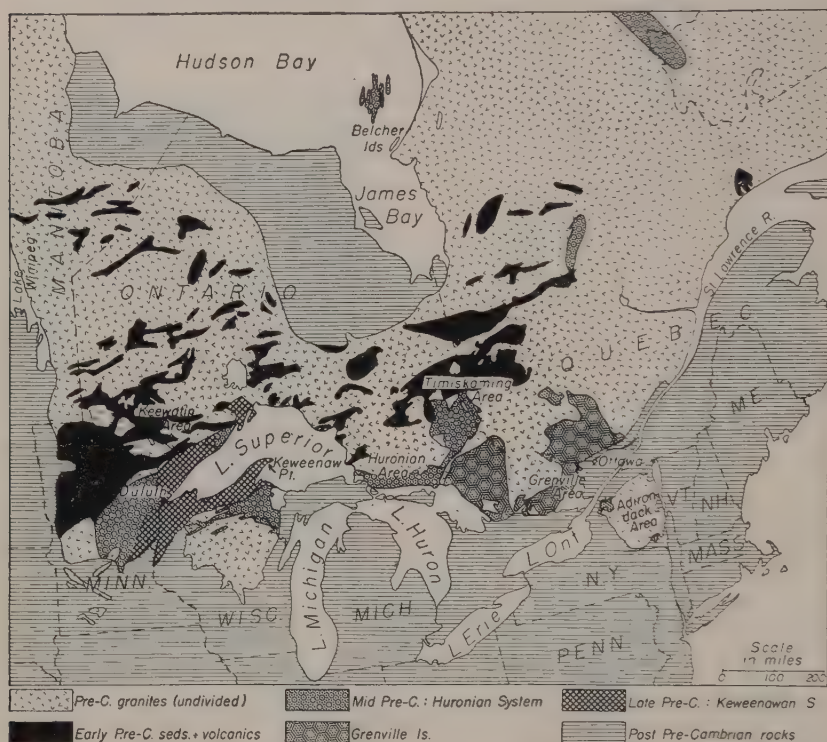 Hudson Bay
Belcher
Ids
James
Bay
MANITOBA
Lake
Winnipeg
ONTARIO
QUEBEC
St. Lawrence R.
Timiskaming
Area
Keewatin
Area
L. Superior
Keweenaw
Pt.
Huronian
Area
Duluth
Grenville
Area
Ottawa
Adiron
dack
Area
ME
VT
NH
MASS
MINN
WISC
L. Michigan
MICH
L. Huron
L Ont
L. Erie
N Y
PENN
Scale
in miles
0 100 200
Pre-C. granites (undivided)
Mid Pre-C.: Huronian System
Late Pre-C.: Keweenawan S
Early Pre-C. seds. + volcanics
Grenville ls.
Post Pre-Cambrian rocks